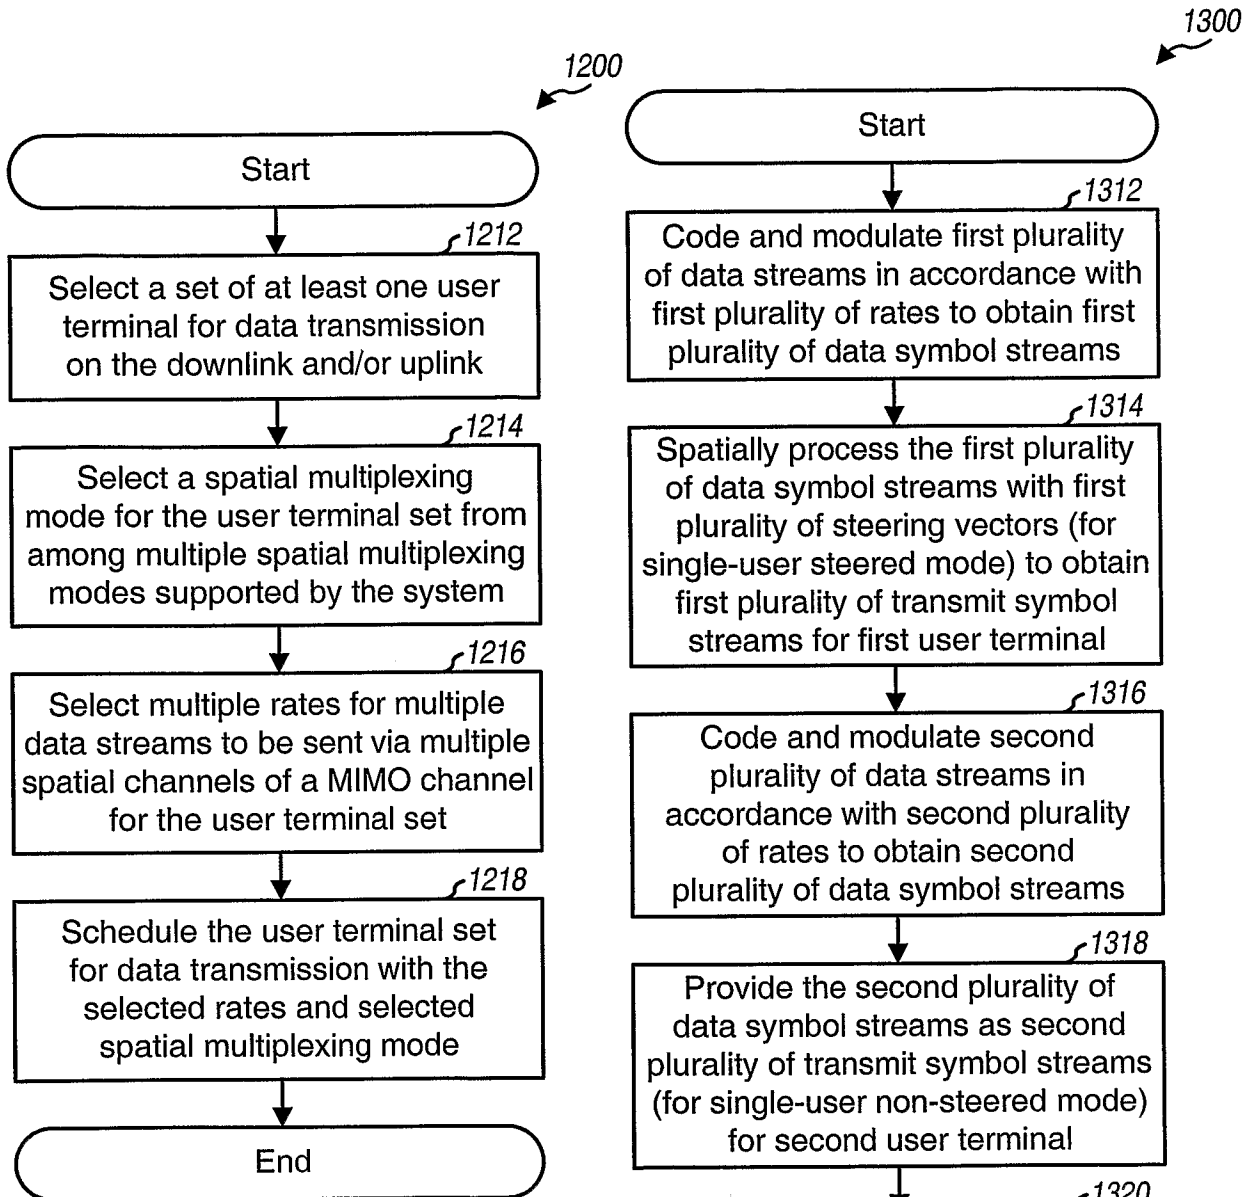 1200
Start
1212
Select a set of at least one user
terminal for data transmission
on the downlink and/or uplink
1214
Select a spatial multiplexing
mode for the user terminal set from
among multiple spatial multiplexing
modes supported by the system
1216
Select multiple rates for multiple
data streams to be sent via multiple
spatial channels of a MIMO channel
for the user terminal set
1218
Schedule the user terminal set
for data transmission with the
selected rates and selected
spatial multiplexing mode
End
1300
Start
1312
Code and modulate first plurality
of data streams in accordance with
first plurality of rates to obtain first
plurality of data symbol streams
1314
Spatially process the first plurality
of data symbol streams with first
plurality of steering vectors (for
single-user steered mode) to obtain
first plurality of transmit symbol
streams for first user terminal
1316
Code and modulate second
plurality of data streams in
accordance with second plurality
of rates to obtain second
plurality of data symbol streams
1318
Provide the second plurality of
data symbol streams as second
plurality of transmit symbol streams
(for single-user non-steered mode)
for second user terminal
1320